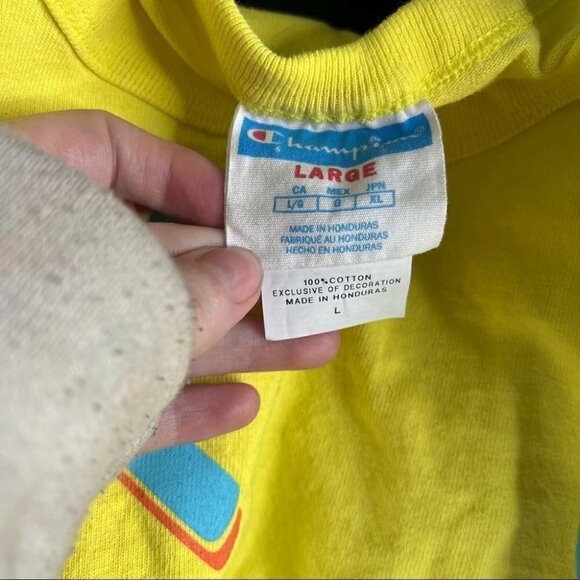 Champion
LARGE
CA MEX JPN
L/G G XL
MADE IN HONDURAS
FABRIQUÉ AU HONDURAS
HECHO EN HONDURAS
100% COTTON
EXCLUSIVE OF DECORATION
MADE IN HONDURAS
L